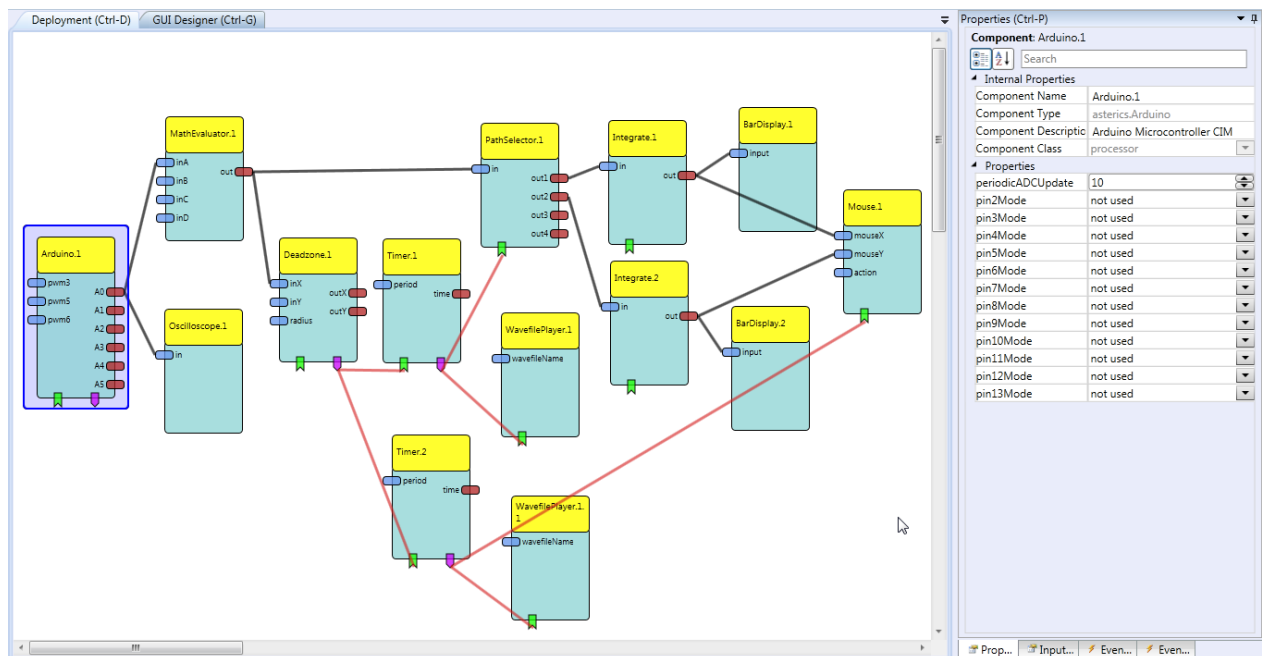 Deployment (Ctrl-D)
GUI Designer (Ctrl-G)
MathEvaluator.1
inA
inB
inC
inD
out
Arduino.1
pwm3
pwm5
pwm6
A0
A1
A2
A3
A4
A5
Oscilloscope.1
in
Deadzone.1
inX
inY
radius
outX
outY
Timer.1
period
time
PathSelector.1
in
out1
out2
out3
out4
WavefilePlayer.1
wavefileName
Timer.2
period
time
WavefilePlayer.1.
1
wavefileName
Integrate.1
in
out
Integrate.2
in
out
BarDisplay.1
input
BarDisplay.2
input
Mouse.1
mouseX
mouseY
action
Properties (Ctrl-P)
Component: Arduino.1
A
Z
Search
Internal Properties
Component Name Arduino.1
Component Type asterics.Arduino
Component Descriptio Arduino Microcontroller CIM
Component Class processor
Properties
periodicADCUpdate 10
pin2Mode not used
pin3Mode not used
pin4Mode not used
pin5Mode not used
pin6Mode not used
pin7Mode not used
pin8Mode not used
pin9Mode not used
pin10Mode not used
pin11Mode not used
pin12Mode not used
pin13Mode not used
Prop... Input... Even... Even...